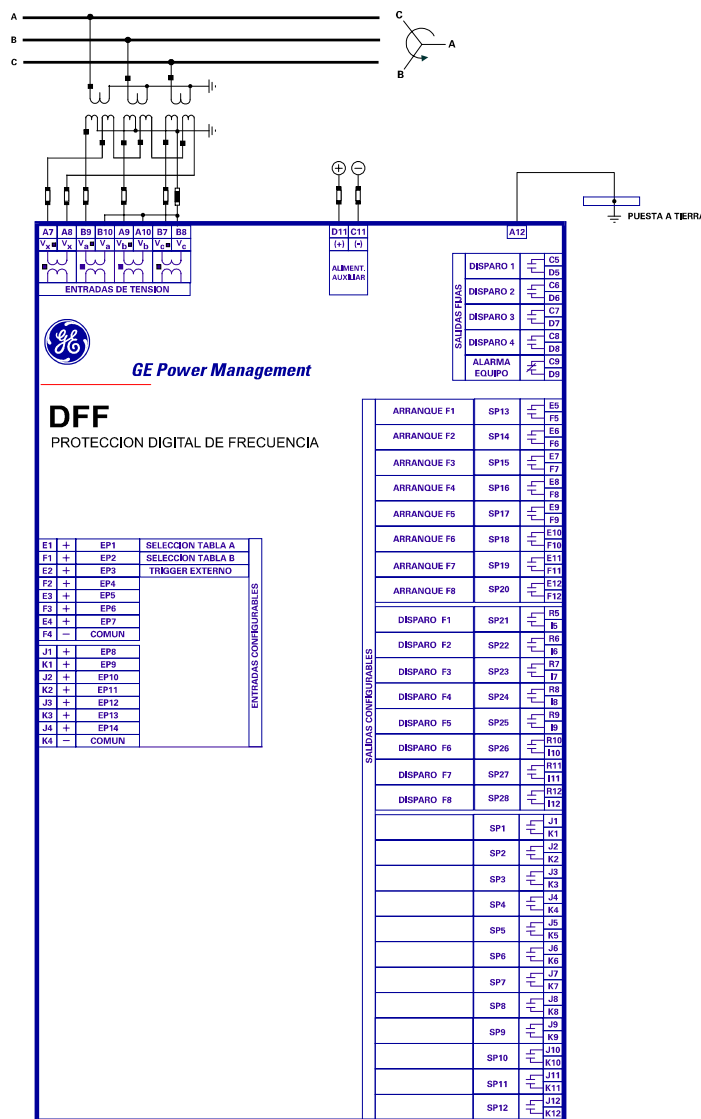 A
B
C
C
A
B
PUESTA A TIERRA
A7 A8 B9 B10 A9 A10 B7 B8
Vx Vx Va Va Vb Vb Vc Vc
ENTRADAS DE TENSION
D11 C11
(+) (-)
ALIMENT.
AUXILIAR
A12
SALIDAS FIJAS
DISPARO 1 C5 D5
DISPARO 2 C6 D6
DISPARO 3 C7 D7
DISPARO 4 C8 D8
ALARMA EQUIPO C9 D9
GE Power Management
DFF
PROTECCION DIGITAL DE FRECUENCIA
E1 + EP1 SELECCION TABLA A
F1 + EP2 SELECCION TABLA B
E2 + EP3 TRIGGER EXTERNO
F2 + EP4
E3 + EP5
F3 + EP6
E4 + EP7
F4 − COMUN
J1 + EP8
K1 + EP9
J2 + EP10
K2 + EP11
J3 + EP12
K3 + EP13
J4 + EP14
K4 − COMUN
ENTRADAS CONFIGURABLES
SALIDAS CONFIGURABLES
ARRANQUE F1 SP13 E5 F5
ARRANQUE F2 SP14 E6 F6
ARRANQUE F3 SP15 E7 F7
ARRANQUE F4 SP16 E8 F8
ARRANQUE F5 SP17 E9 F9
ARRANQUE F6 SP18 E10 F10
ARRANQUE F7 SP19 E11 F11
ARRANQUE F8 SP20 E12 F12
DISPARO F1 SP21 R5 I5
DISPARO F2 SP22 R6 I6
DISPARO F3 SP23 R7 I7
DISPARO F4 SP24 R8 I8
DISPARO F5 SP25 R9 I9
DISPARO F6 SP26 R10 I10
DISPARO F7 SP27 R11 I11
DISPARO F8 SP28 R12 I12
SP1 J1 K1
SP2 J2 K2
SP3 J3 K3
SP4 J4 K4
SP5 J5 K5
SP6 J6 K6
SP7 J7 K7
SP8 J8 K8
SP9 J9 K9
SP10 J10 K10
SP11 J11 K11
SP12 J12 K12